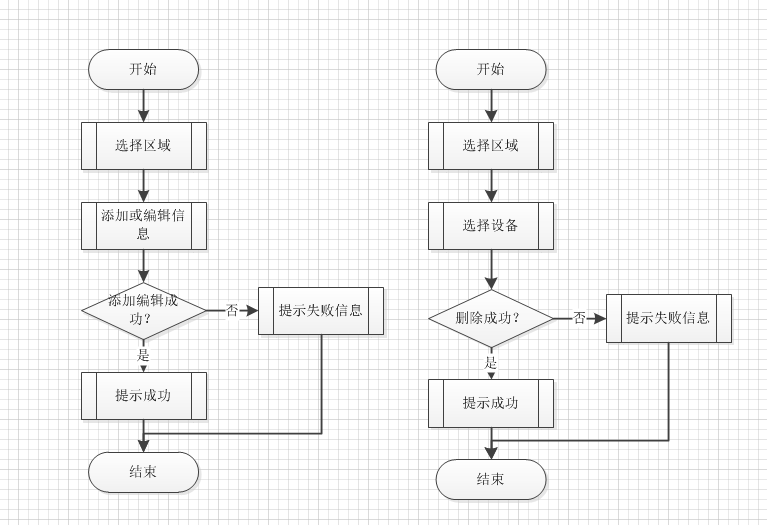 开始
选择区域
添加或编辑信
息
添加编辑成
功？
否
提示失败信息
是
提示成功
结束
开始
选择区域
选择设备
删除成功？
否
提示失败信息
是
提示成功
结束